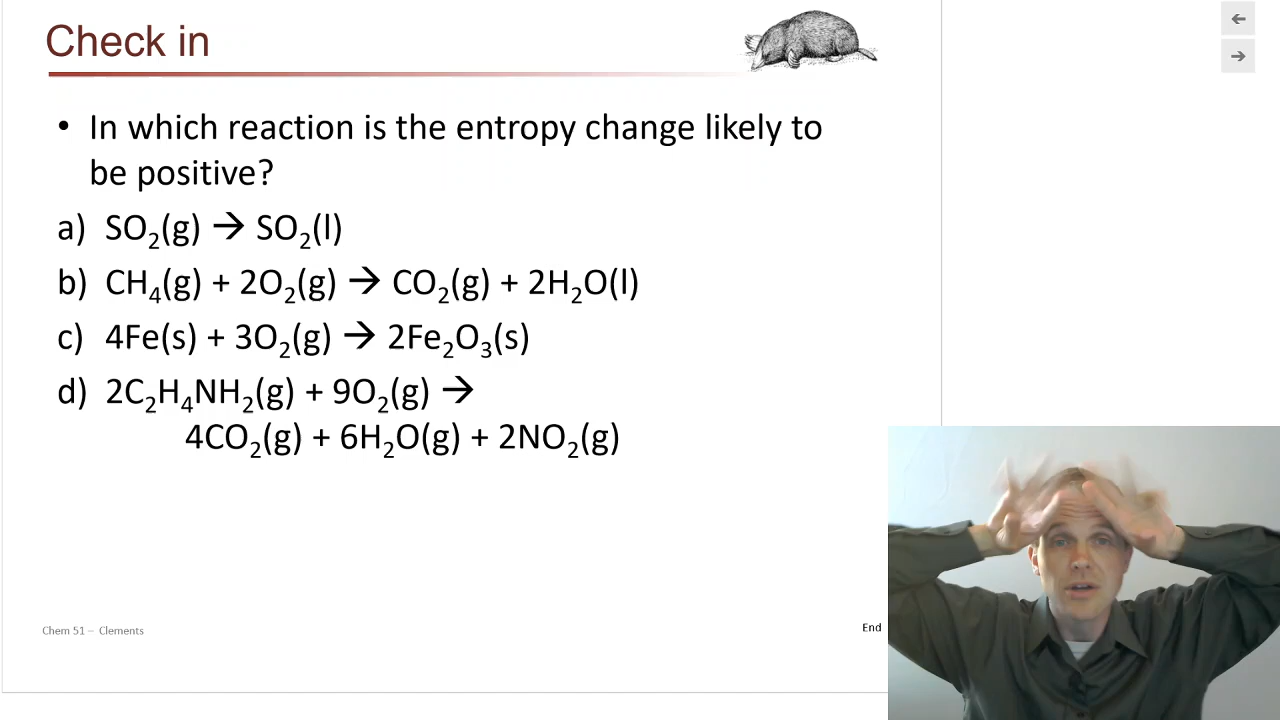 Check in
• In which reaction is the entropy change likely to
be positive?
a) SO₂(g) → SO₂(l)
b) CH₄(g) + 2O₂(g) → CO₂(g) + 2H₂O(l)
c) 4Fe(s) + 3O₂(g) → 2Fe₂O₃(s)
d) 2C₂H₄NH₂(g) + 9O₂(g) →
4CO₂(g) + 6H₂O(g) + 2NO₂(g)
Chem 51 – Clements
End